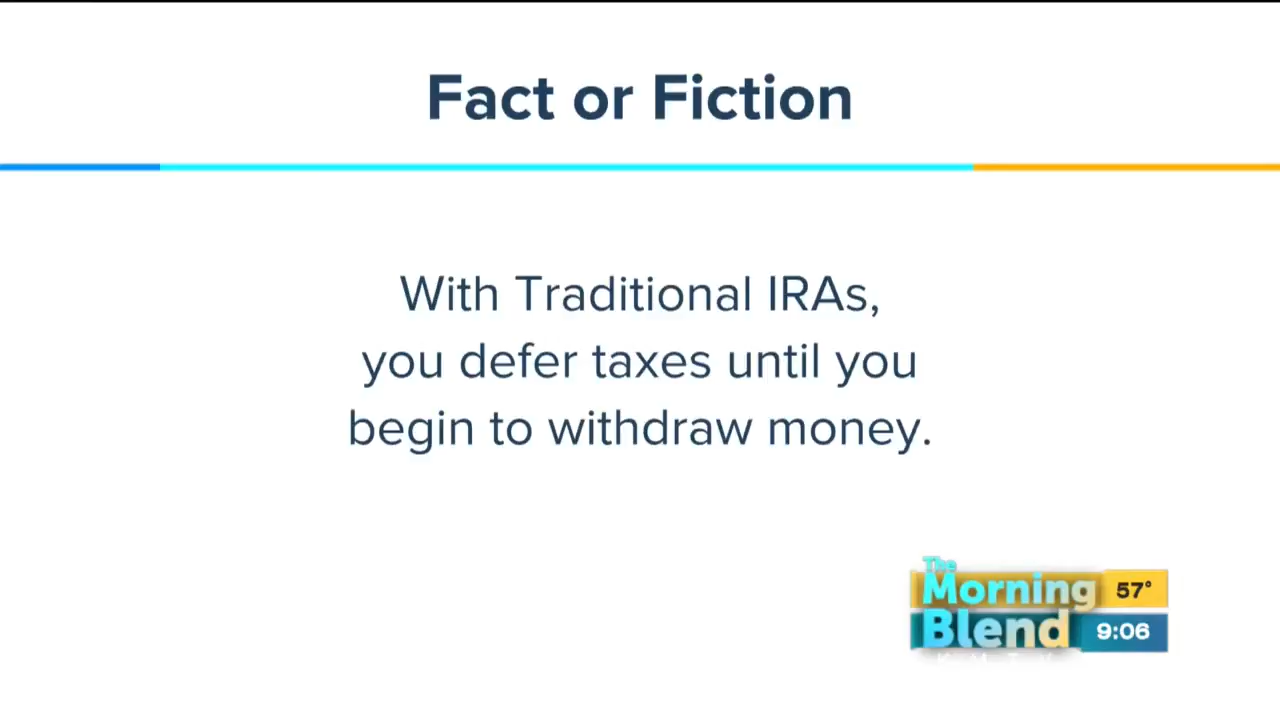 Fact or Fiction
With Traditional IRAs,
you defer taxes until you
begin to withdraw money.
The
Morning
57°
Blend
9:06